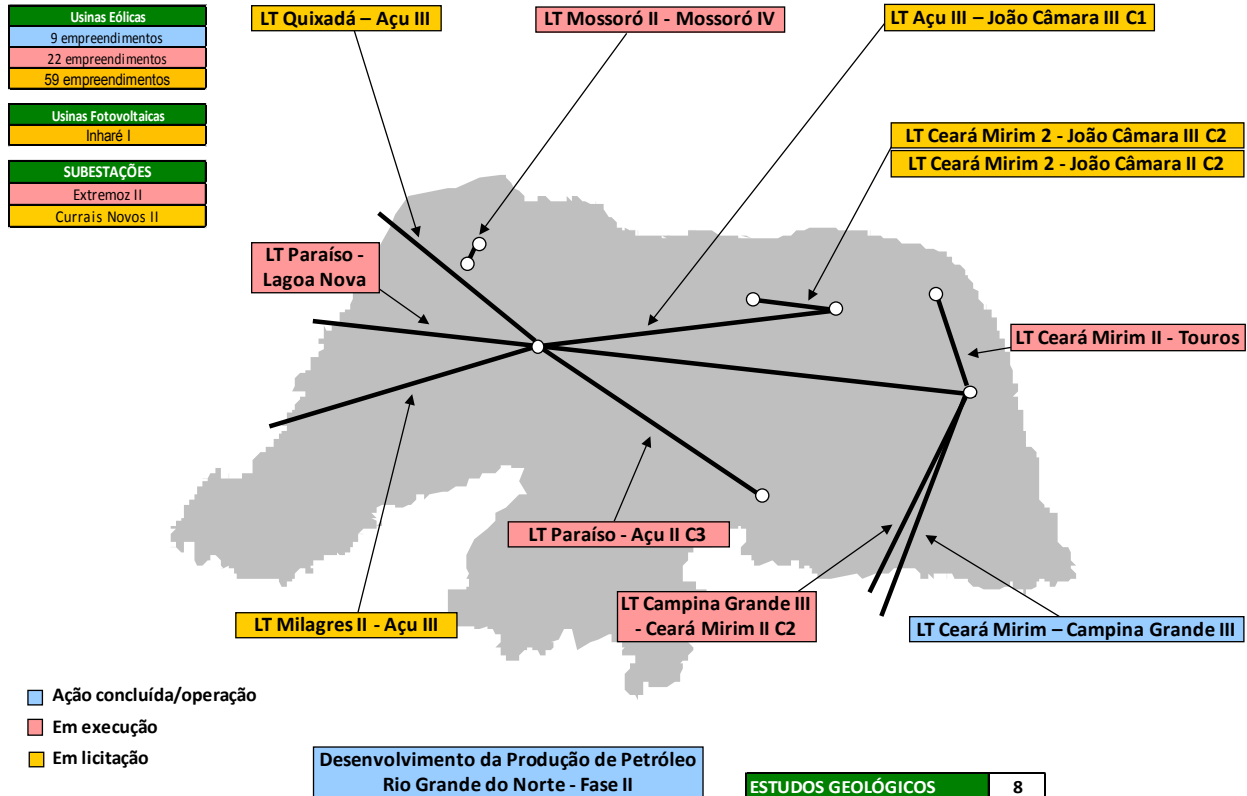 Usinas Eólicas
9 empreendimentos
22 empreendimentos
59 empreendimentos
Usinas Fotovoltaicas
Inharé I
SUBESTAÇÕES
Extremoz II
Currais Novos II
LT Quixadá – Açu III
LT Mossoró II - Mossoró IV
LT Açu III – João Câmara III C1
LT Ceará Mirim 2 - João Câmara III C2
LT Ceará Mirim 2 - João Câmara II C2
LT Paraíso -
Lagoa Nova
LT Ceará Mirim II - Touros
LT Paraíso - Açu II C3
LT Milagres II - Açu III
LT Campina Grande III
- Ceará Mirim II C2
LT Ceará Mirim – Campina Grande III
Ação concluída/operação
Em execução
Em licitação
Desenvolvimento da Produção de Petróleo
Rio Grande do Norte - Fase II
ESTUDOS GEOLÓGICOS 8